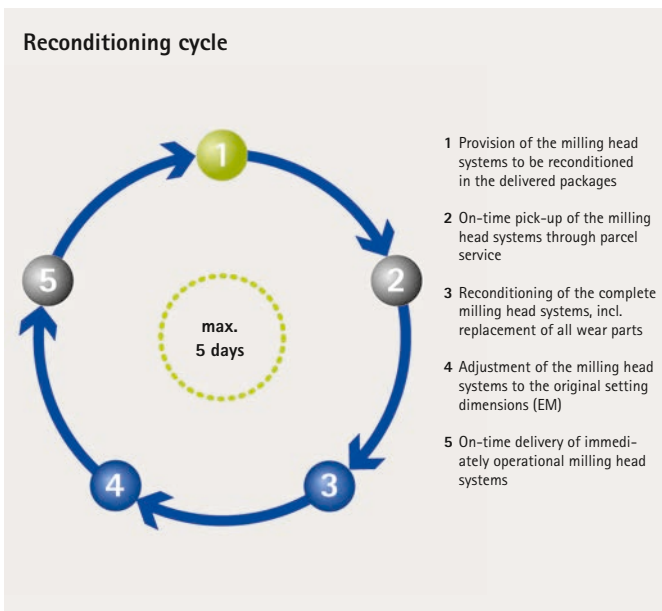 Reconditioning cycle
1
2
3
4
5
max.
5 days
1 Provision of the milling head
systems to be reconditioned
in the delivered packages
2 On-time pick-up of the milling
head systems through parcel
service
3 Reconditioning of the complete
milling head systems, incl.
replacement of all wear parts
4 Adjustment of the milling head
systems to the original setting
dimensions (EM)
5 On-time delivery of immedi-
ately operational milling head
systems